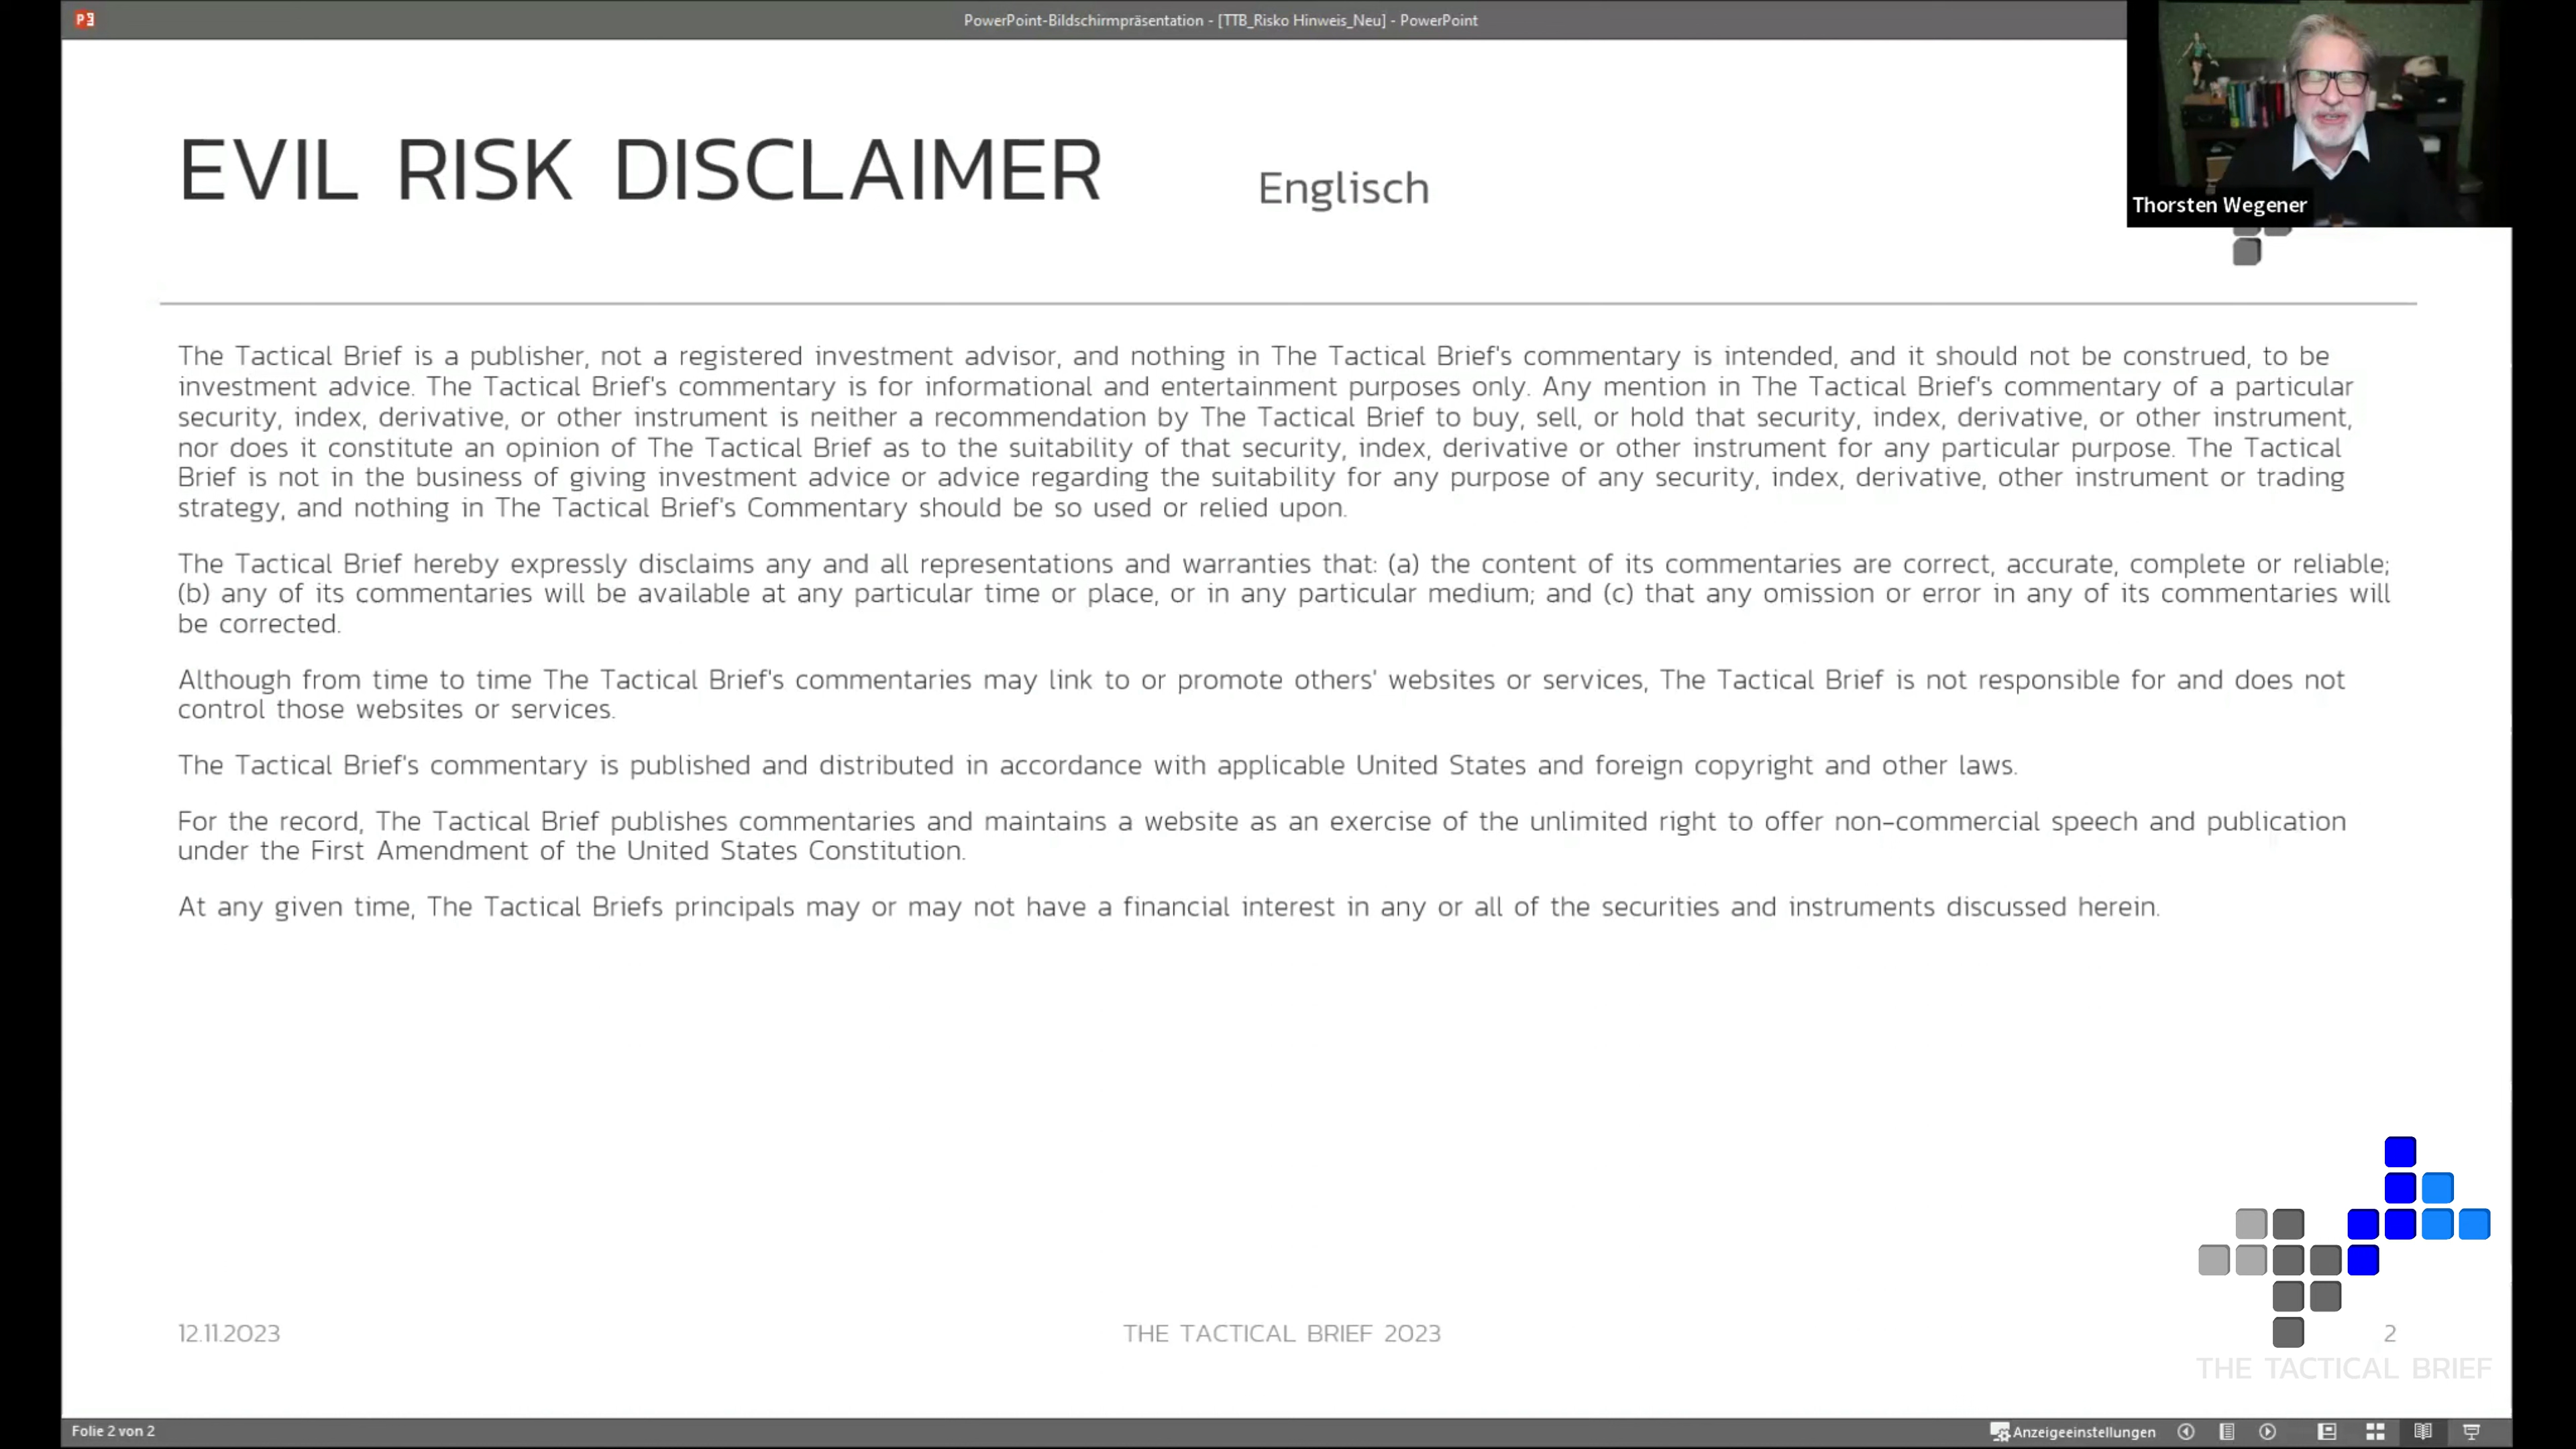 PowerPoint-Bildschirmpräsentation - [TTB_Risko Hinweis_Neu] - PowerPoint
Thorsten Wegener
EVIL RISK DISCLAIMER
Englisch
The Tactical Brief is a publisher, not a registered investment advisor, and nothing in The Tactical Brief's commentary is intended, and it should not be construed, to be
investment advice. The Tactical Brief's commentary is for informational and entertainment purposes only. Any mention in The Tactical Brief's commentary of a particular
security, index, derivative, or other instrument is neither a recommendation by The Tactical Brief to buy, sell, or hold that security, index, derivative, or other instrument,
nor does it constitute an opinion of The Tactical Brief as to the suitability of that security, index, derivative or other instrument for any particular purpose. The Tactical
Brief is not in the business of giving investment advice or advice regarding the suitability for any purpose of any security, index, derivative, other instrument or trading
strategy, and nothing in The Tactical Brief's Commentary should be so used or relied upon.
The Tactical Brief hereby expressly disclaims any and all representations and warranties that: (a) the content of its commentaries are correct, accurate, complete or reliable;
(b) any of its commentaries will be available at any particular time or place, or in any particular medium; and (c) that any omission or error in any of its commentaries will
be corrected.
Although from time to time The Tactical Brief's commentaries may link to or promote others' websites or services, The Tactical Brief is not responsible for and does not
control those websites or services.
The Tactical Brief's commentary is published and distributed in accordance with applicable United States and foreign copyright and other laws.
For the record, The Tactical Brief publishes commentaries and maintains a website as an exercise of the unlimited right to offer non-commercial speech and publication
under the First Amendment of the United States Constitution.
At any given time, The Tactical Briefs principals may or may not have a financial interest in any or all of the securities and instruments discussed herein.
12.11.2023
THE TACTICAL BRIEF 2023
2
THE TACTICAL BRIEF
Folie 2 von 2
Anzeigeeinstellungen